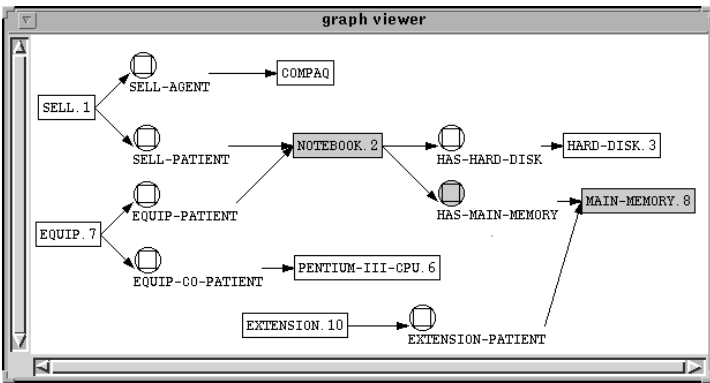 graph viewer
SELL-AGENT
COMPAQ
SELL.1
SELL-PATIENT
NOTEBOOK.2
HAS-HARD-DISK
HARD-DISK.3
EQUIP-PATIENT
HAS-MAIN-MEMORY
MAIN-MEMORY.8
EQUIP.7
EQUIP-CO-PATIENT
PENTIUM-III-CPU.6
EXTENSION.10
EXTENSION-PATIENT